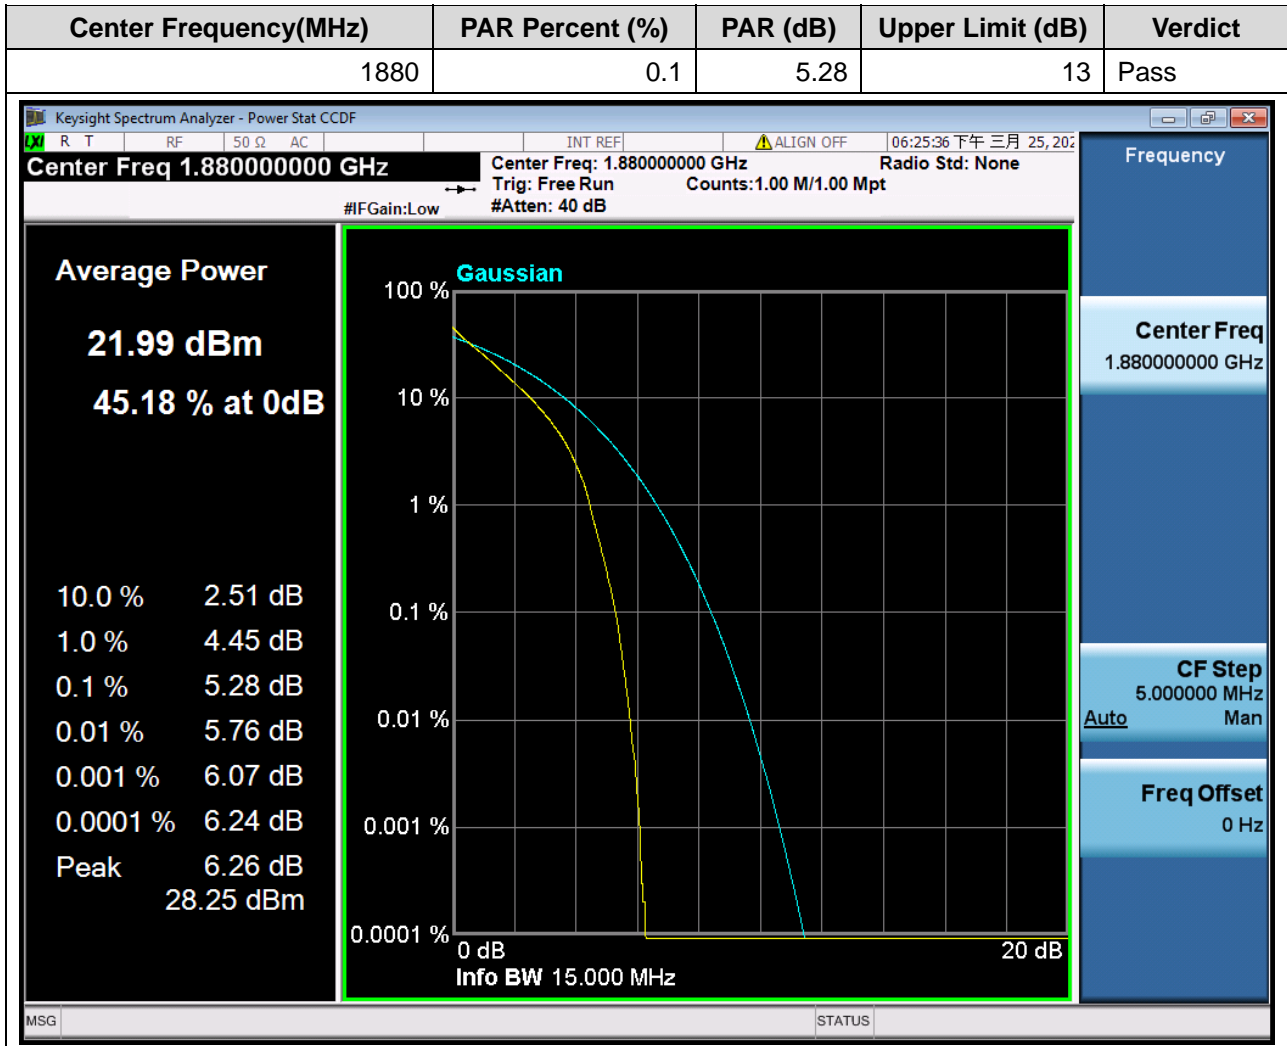 Center Frequency(MHz) PAR Percent (%) PAR (dB) Upper Limit (dB) Verdict
1880 0.1 5.28 13 Pass
Keysight Spectrum Analyzer - Power Stat CCDF
LXI R T RF 50 Ω AC INT REF ALIGN OFF 06:25:36 下午 三月 25, 202
Center Freq 1.880000000 GHz
Center Freq: 1.880000000 GHz Radio Std: None
Trig: Free Run Counts:1.00 M/1.00 Mpt
#IFGain:Low #Atten: 40 dB
Average Power
21.99 dBm
45.18 % at 0dB
10.0 % 2.51 dB
1.0 % 4.45 dB
0.1 % 5.28 dB
0.01 % 5.76 dB
0.001 % 6.07 dB
0.0001 % 6.24 dB
Peak 6.26 dB
28.25 dBm
Gaussian
100 %
10 %
1 %
0.1 %
0.01 %
0.001 %
0.0001 %
0 dB 20 dB
Info BW 15.000 MHz
Frequency
Center Freq
1.880000000 GHz
CF Step
5.000000 MHz
Auto Man
Freq Offset
0 Hz
MSG STATUS